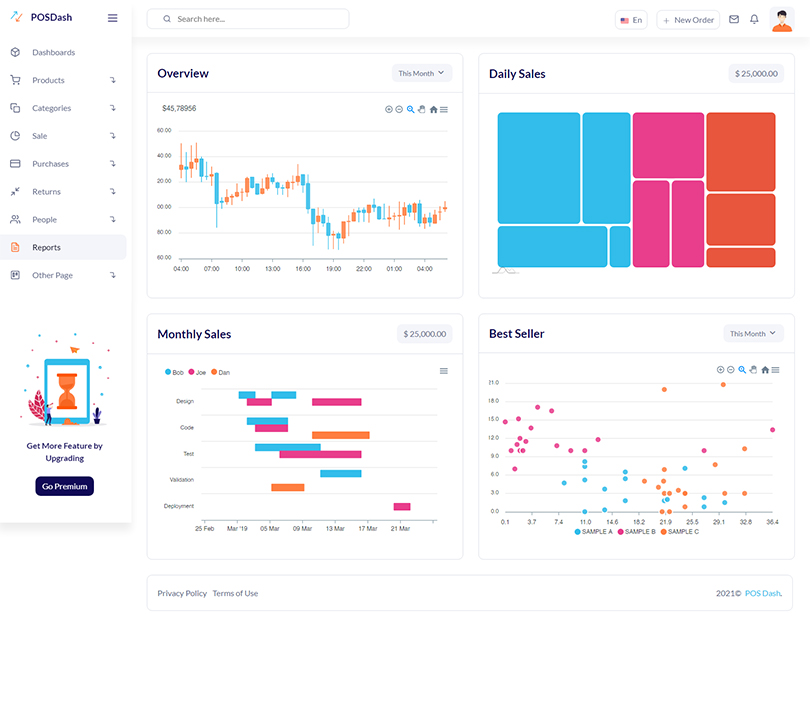 POSDash
Search here...
En
+ New Order
Dashboards
Products
Categories
Sale
Purchases
Returns
People
Reports
Other Page
Get More Feature by
Upgrading
Go Premium
Overview
This Month
$45,78956
60.00
40.00
20.00
00.00
80.00
60.00
04:00 07:00 10:00 13:00 16:00 19:00 22:00 01:00 04:00
Daily Sales
$ 25,000.00
Monthly Sales
$ 25,000.00
Bob Joe Dan
Design
Code
Test
Validation
Deployment
25 Feb Mar '19 05 Mar 09 Mar 13 Mar 17 Mar 21 Mar
Best Seller
This Month
21.0
18.0
15.0
12.0
9.0
6.0
3.0
0.0
0.1 3.7 7.4 11.0 14.6 18.2 21.9 25.5 29.1 32.8 36.4
SAMPLE A SAMPLE B SAMPLE C
Privacy Policy Terms of Use
2021© POS Dash.